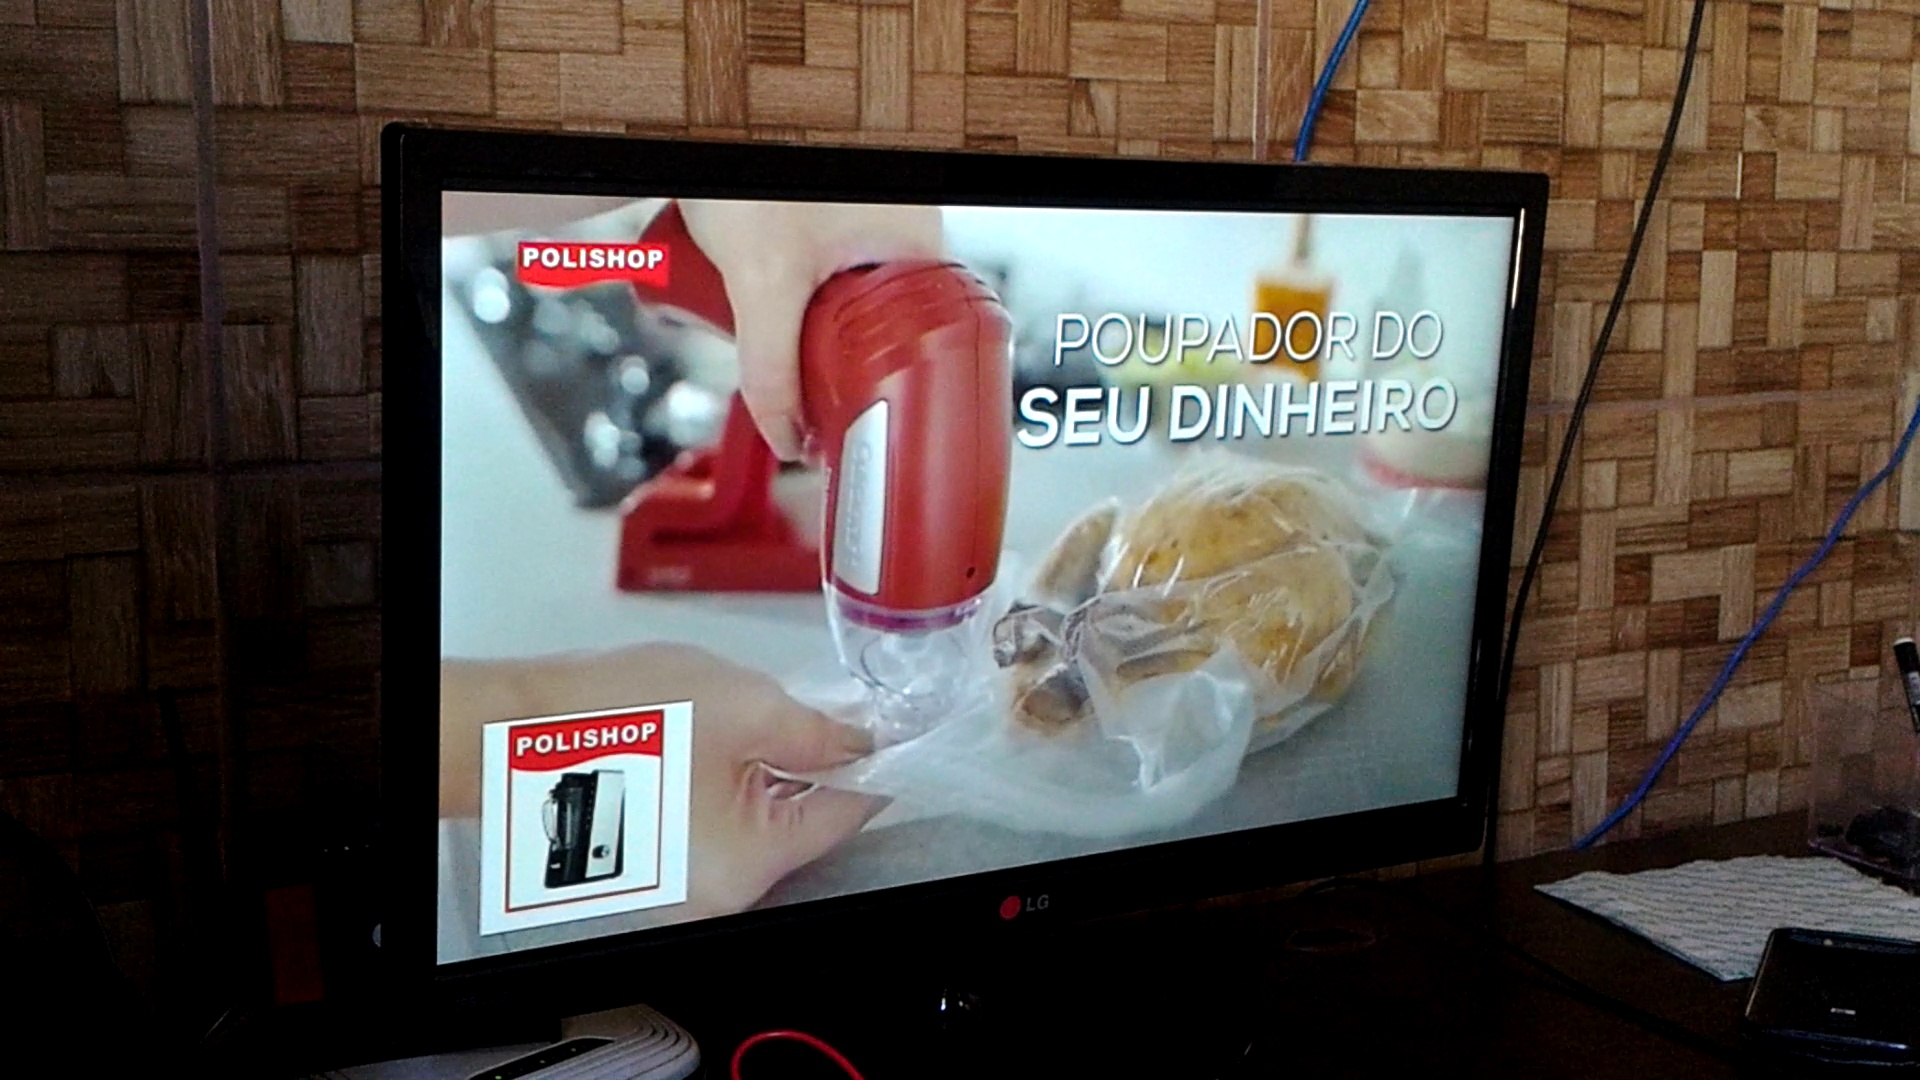 POLISHOP
POUPADOR DO
SEU DINHEIRO
POLISHOP
LG